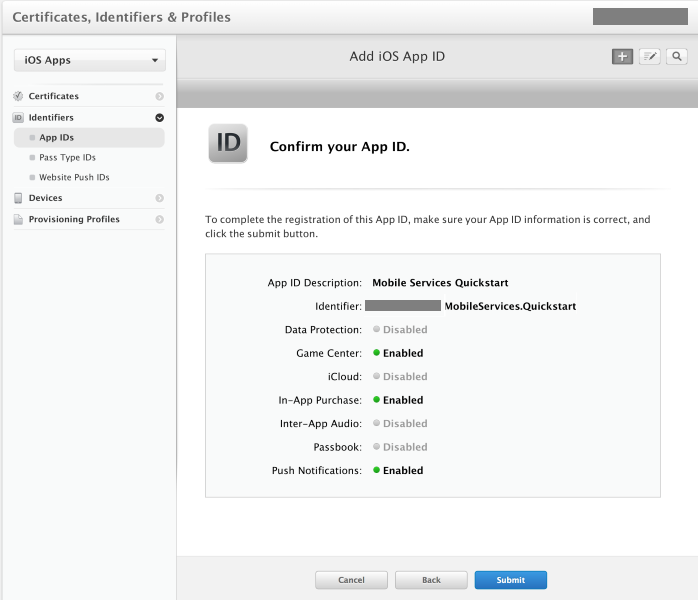 Certificates, Identifiers & Profiles
iOS Apps
Certificates
ID Identifiers
App IDs
Pass Type IDs
Website Push IDs
Devices
Provisioning Profiles
Add iOS App ID
ID
Confirm your App ID.
To complete the registration of this App ID, make sure your App ID information is correct, and
click the submit button.
App ID Description: Mobile Services Quickstart
Identifier: MobileServices.Quickstart
Data Protection: Disabled
Game Center: Enabled
iCloud: Disabled
In-App Purchase: Enabled
Inter-App Audio: Disabled
Passbook: Disabled
Push Notifications: Enabled
Cancel Back Submit